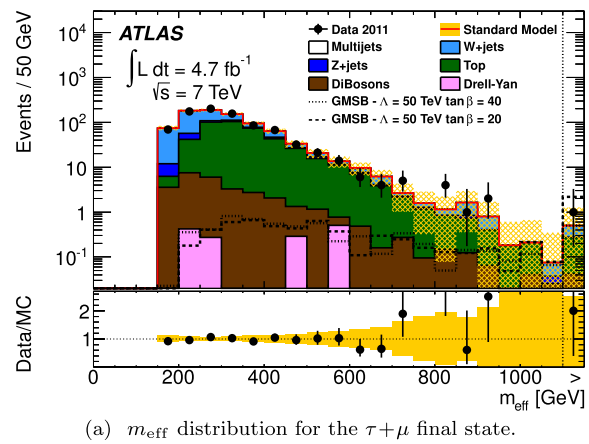 ATLAS
∫L dt = 4.7 fb⁻¹
√s = 7 TeV
Data 2011
Standard Model
Multijets
W+jets
Z+jets
Top
DiBosons
Drell-Yan
GMSB - Λ = 50 TeV tan β = 40
GMSB - Λ = 50 TeV tan β = 20
Events / 50 GeV
10⁴
10³
10²
10
1
10⁻¹
Data/MC
2
1
0 200 400 600 800 1000 >
m_eff [GeV]
(a) m_eff distribution for the τ+μ final state.